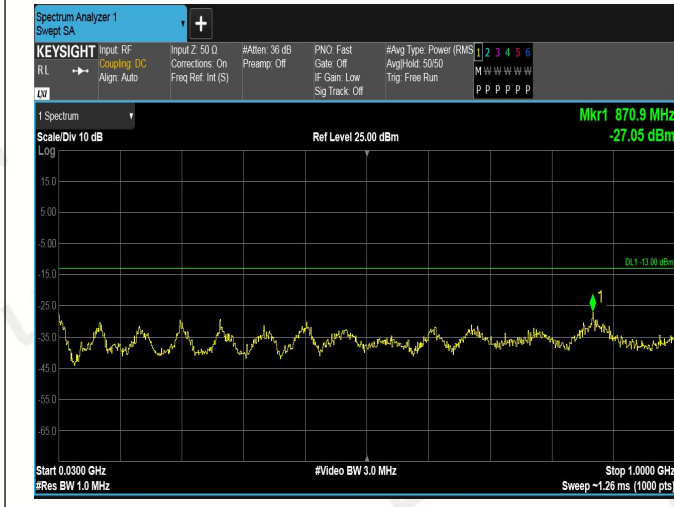 Spectrum Analyzer 1
Swept SA
+
KEYSIGHT Input: RF Input Z: 50 Ω #Atten: 36 dB PNO: Fast #Avg Type: Power (RMS 1 2 3 4 5 6
RL Coupling: DC Corrections: On Preamp: Off Gate: Off Avg|Hold: 50/50 M W W W W W
Align: Auto Freq Ref: Int (S) IF Gain: Low Trig: Free Run
LXI Sig Track: Off P P P P P P
1 Spectrum Mkr1 870.9 MHz
Scale/Div 10 dB Ref Level 25.00 dBm -27.05 dBm
Log
15.0
5.00
-5.00
DL1 -13.00 dBm
-15.0
1
-25.0
-35.0
-45.0
-55.0
-65.0
Start 0.0300 GHz #Video BW 3.0 MHz Stop 1.0000 GHz
#Res BW 1.0 MHz Sweep ~1.26 ms (1000 pts)